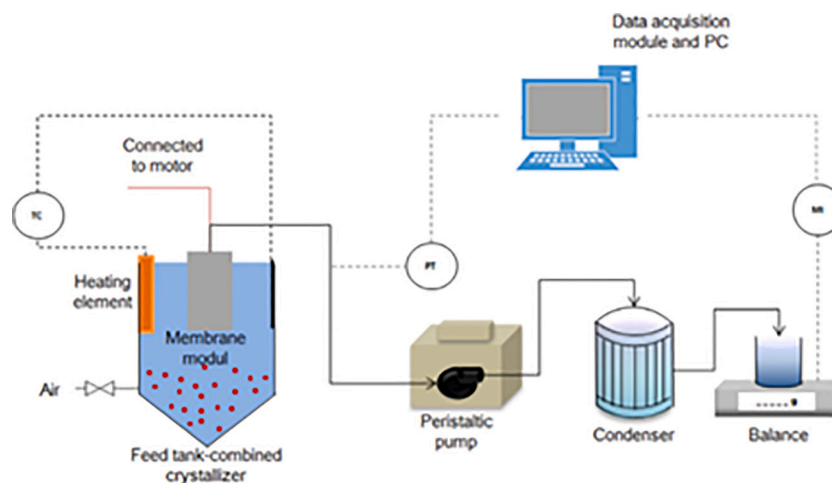 Data acquisition
module and PC
Connected
to motor
TC
PT
Heating
element
Membrane
modul
Air
Peristaltic
pump
Condenser
Balance
Feed tank-combined
crystallizer